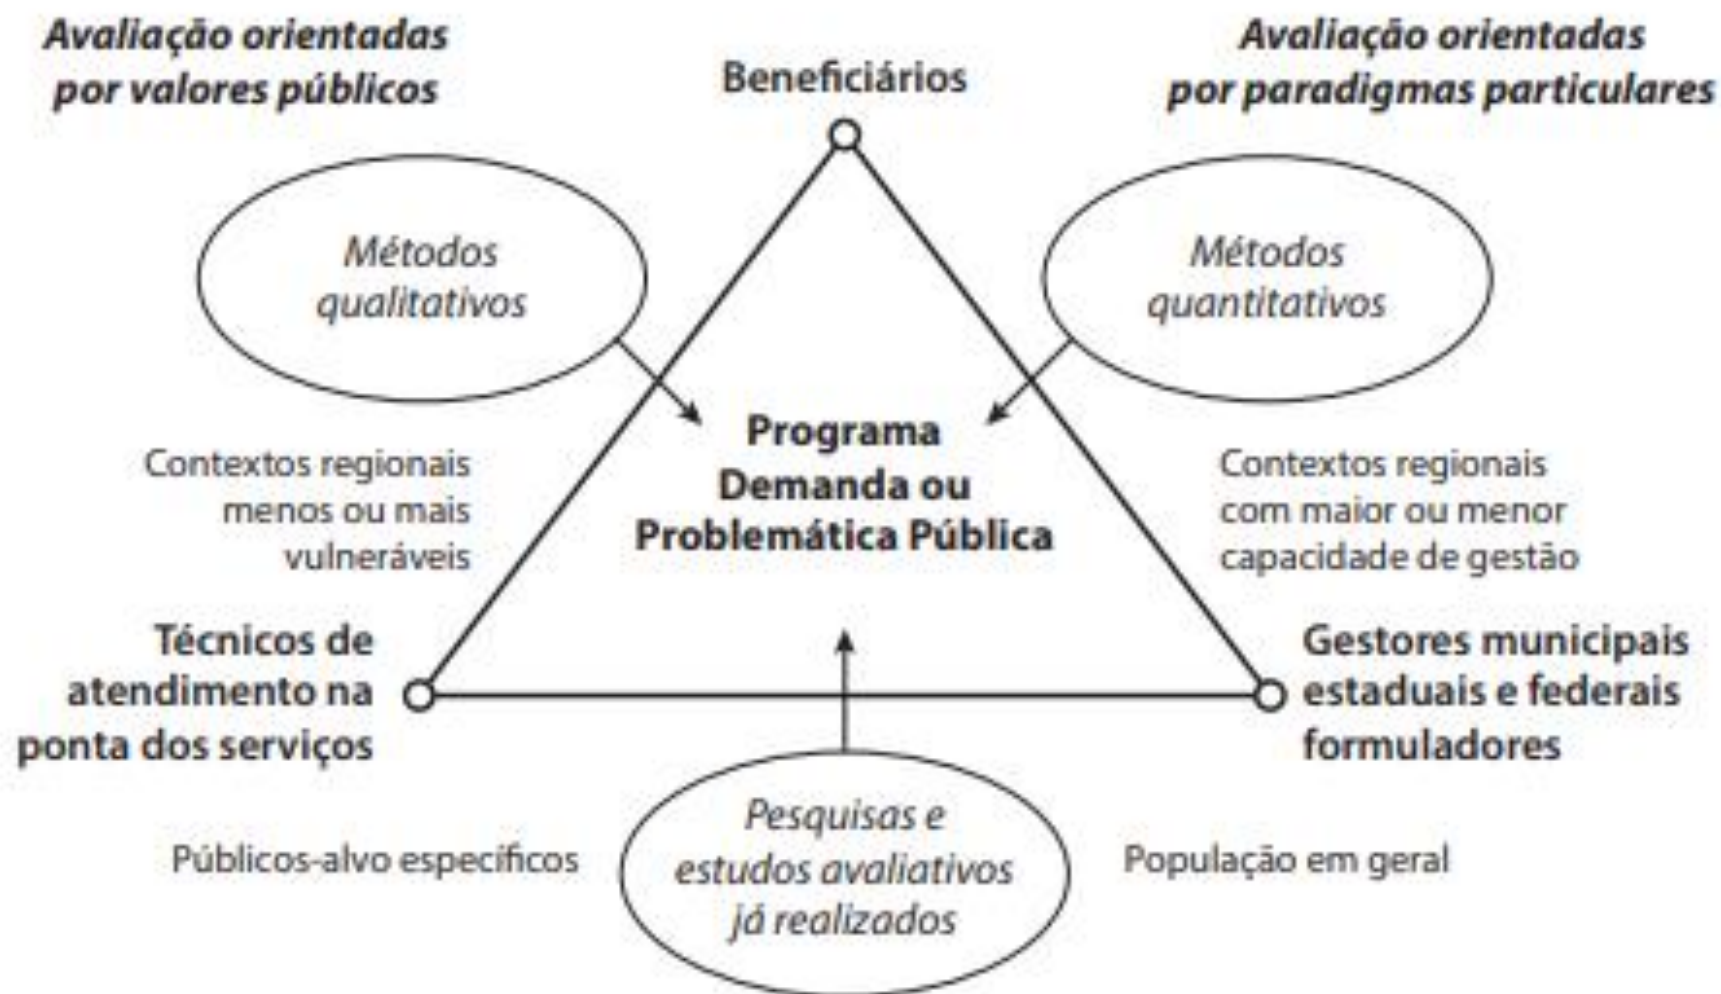 Avaliação orientadas
por valores públicos
Beneficiários
Avaliação orientadas
por paradigmas particulares
Métodos
qualitativos
Métodos
quantitativos
Programa
Demanda ou
Problemática Pública
Contextos regionais
menos ou mais
vulneráveis
Contextos regionais
com maior ou menor
capacidade de gestão
Técnicos de
atendimento na
ponta dos serviços
Gestores municipais
estaduais e federais
formuladores
Públicos-alvo específicos
Pesquisas e
estudos avaliativos
já realizados
População em geral